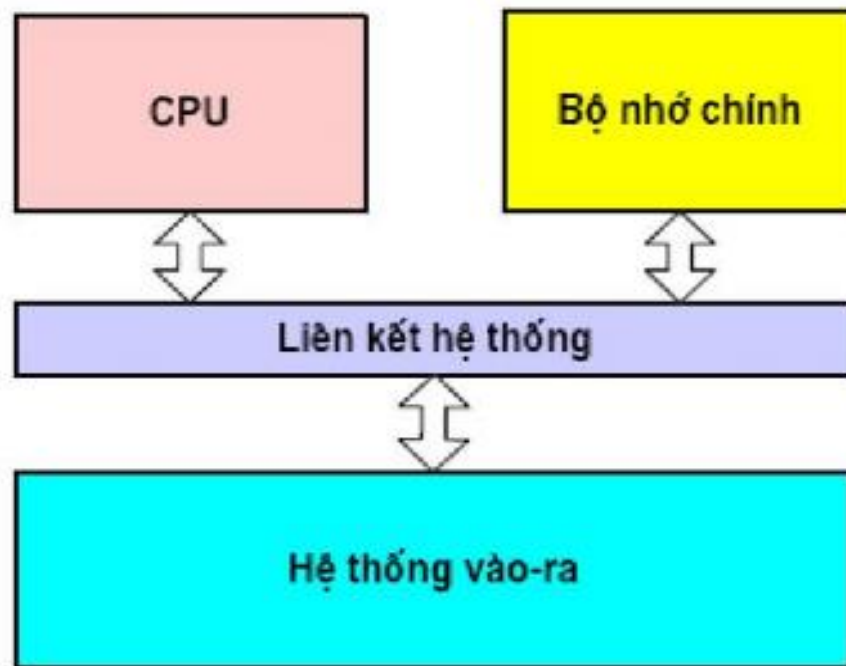 CPU
Bộ nhớ chính
Liên kết hệ thống
Hệ thống vào-ra